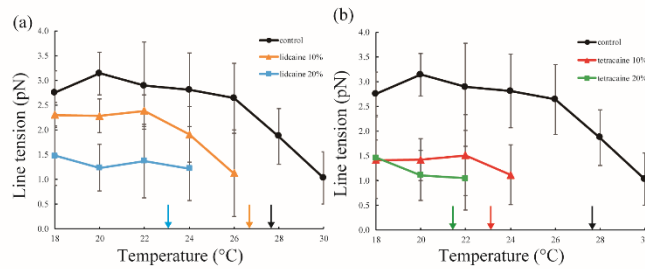 (a)
control
lidcaine 10%
lidcaine 20%
Line tension (pN)
4.0
3.5
3.0
2.5
2.0
1.5
1.0
0.5
0.0
18 20 22 24 26 28 30
Temperature (°C)
(b)
control
tetracaine 10%
tetracaine 20%
Line tension (pN)
4.0
3.5
3.0
2.5
2.0
1.5
1.0
0.5
0.0
18 20 22 24 26 28 30
Temperature (°C)